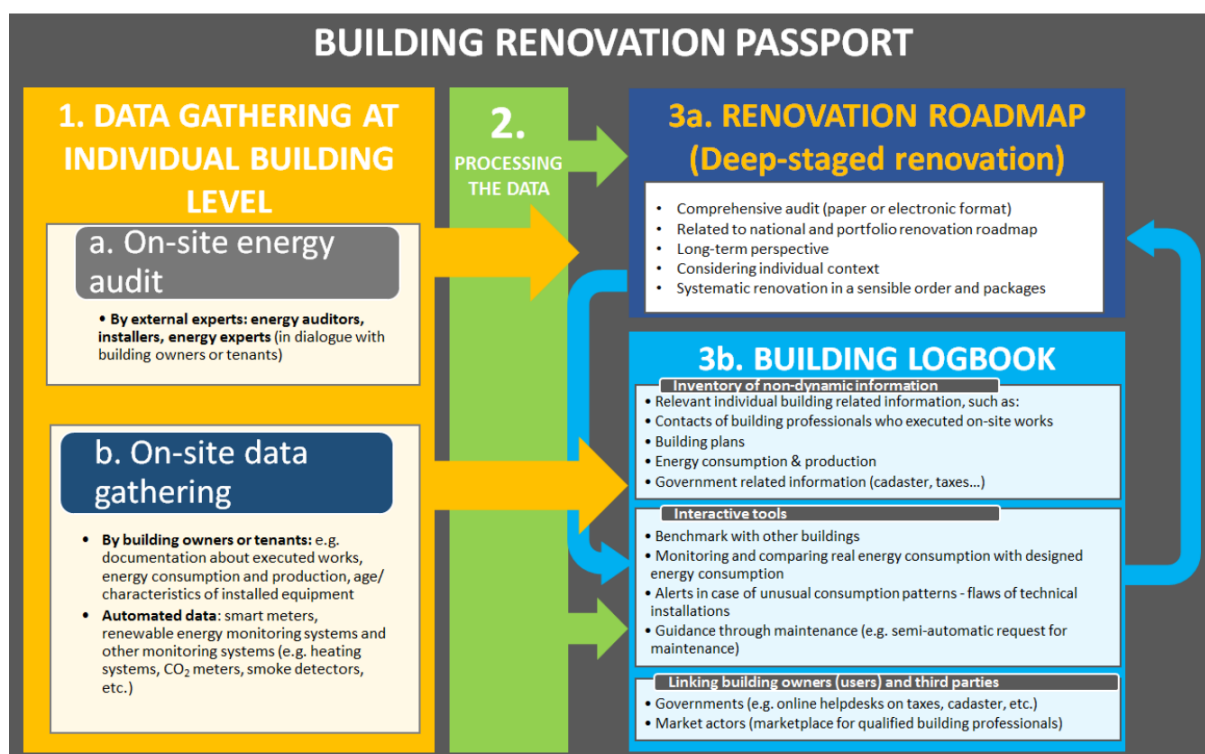 BUILDING RENOVATION PASSPORT
1. DATA GATHERING AT
INDIVIDUAL BUILDING
LEVEL
a. On-site energy
audit
• By external experts: energy auditors,
installers, energy experts (in dialogue with
building owners or tenants)
b. On-site data
gathering
• By building owners or tenants: e.g.
documentation about executed works,
energy consumption and production, age/
characteristics of installed equipment
• Automated data: smart meters,
renewable energy monitoring systems and
other monitoring systems (e.g. heating
systems, CO₂ meters, smoke detectors,
etc.)
2.
PROCESSING
THE DATA
3a. RENOVATION ROADMAP
(Deep-staged renovation)
• Comprehensive audit (paper or electronic format)
• Related to national and portfolio renovation roadmap
• Long-term perspective
• Considering individual context
• Systematic renovation in a sensible order and packages
3b. BUILDING LOGBOOK
Inventory of non-dynamic information
• Relevant individual building related information, such as:
• Contacts of building professionals who executed on-site works
• Building plans
• Energy consumption & production
• Government related information (cadaster, taxes...)
Interactive tools
• Benchmark with other buildings
• Monitoring and comparing real energy consumption with designed
energy consumption
• Alerts in case of unusual consumption patterns - flaws of technical
installations
• Guidance through maintenance (e.g. semi-automatic request for
maintenance)
Linking building owners (users) and third parties
• Governments (e.g. online helpdesks on taxes, cadaster, etc.)
• Market actors (marketplace for qualified building professionals)